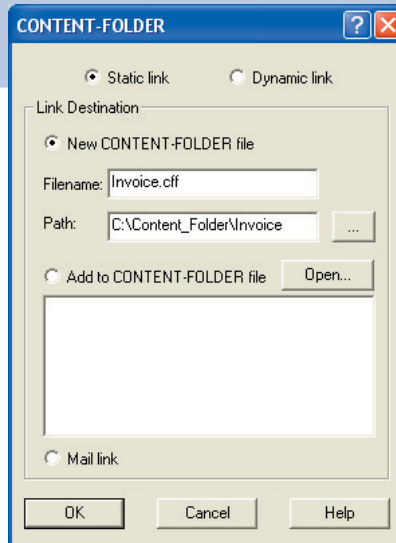 CONTENT-FOLDER
Static link Dynamic link
Link Destination
New CONTENT-FOLDER file
Filename: Invoice.cff
Path: C:\Content_Folder\Invoice ...
Add to CONTENT-FOLDER file Open...
Mail link
OK Cancel Help